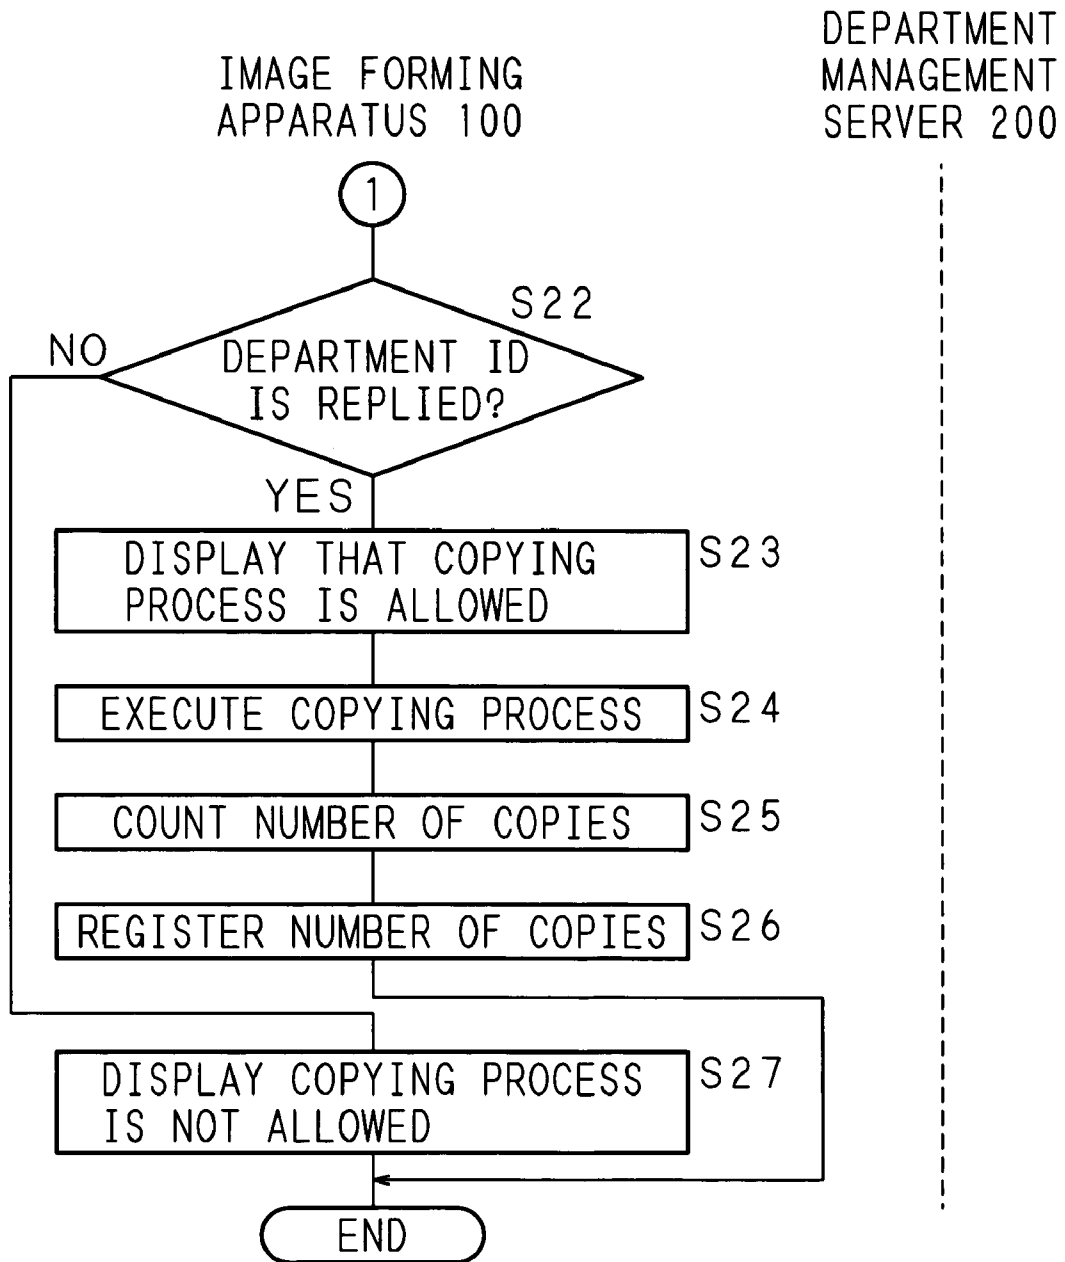 IMAGE FORMING
APPARATUS 100
DEPARTMENT
MANAGEMENT
SERVER 200
1
S22
NO
DEPARTMENT ID
IS REPLIED?
YES
DISPLAY THAT COPYING
PROCESS IS ALLOWED
S23
EXECUTE COPYING PROCESS
S24
COUNT NUMBER OF COPIES
S25
REGISTER NUMBER OF COPIES
S26
DISPLAY COPYING PROCESS
IS NOT ALLOWED
S27
END